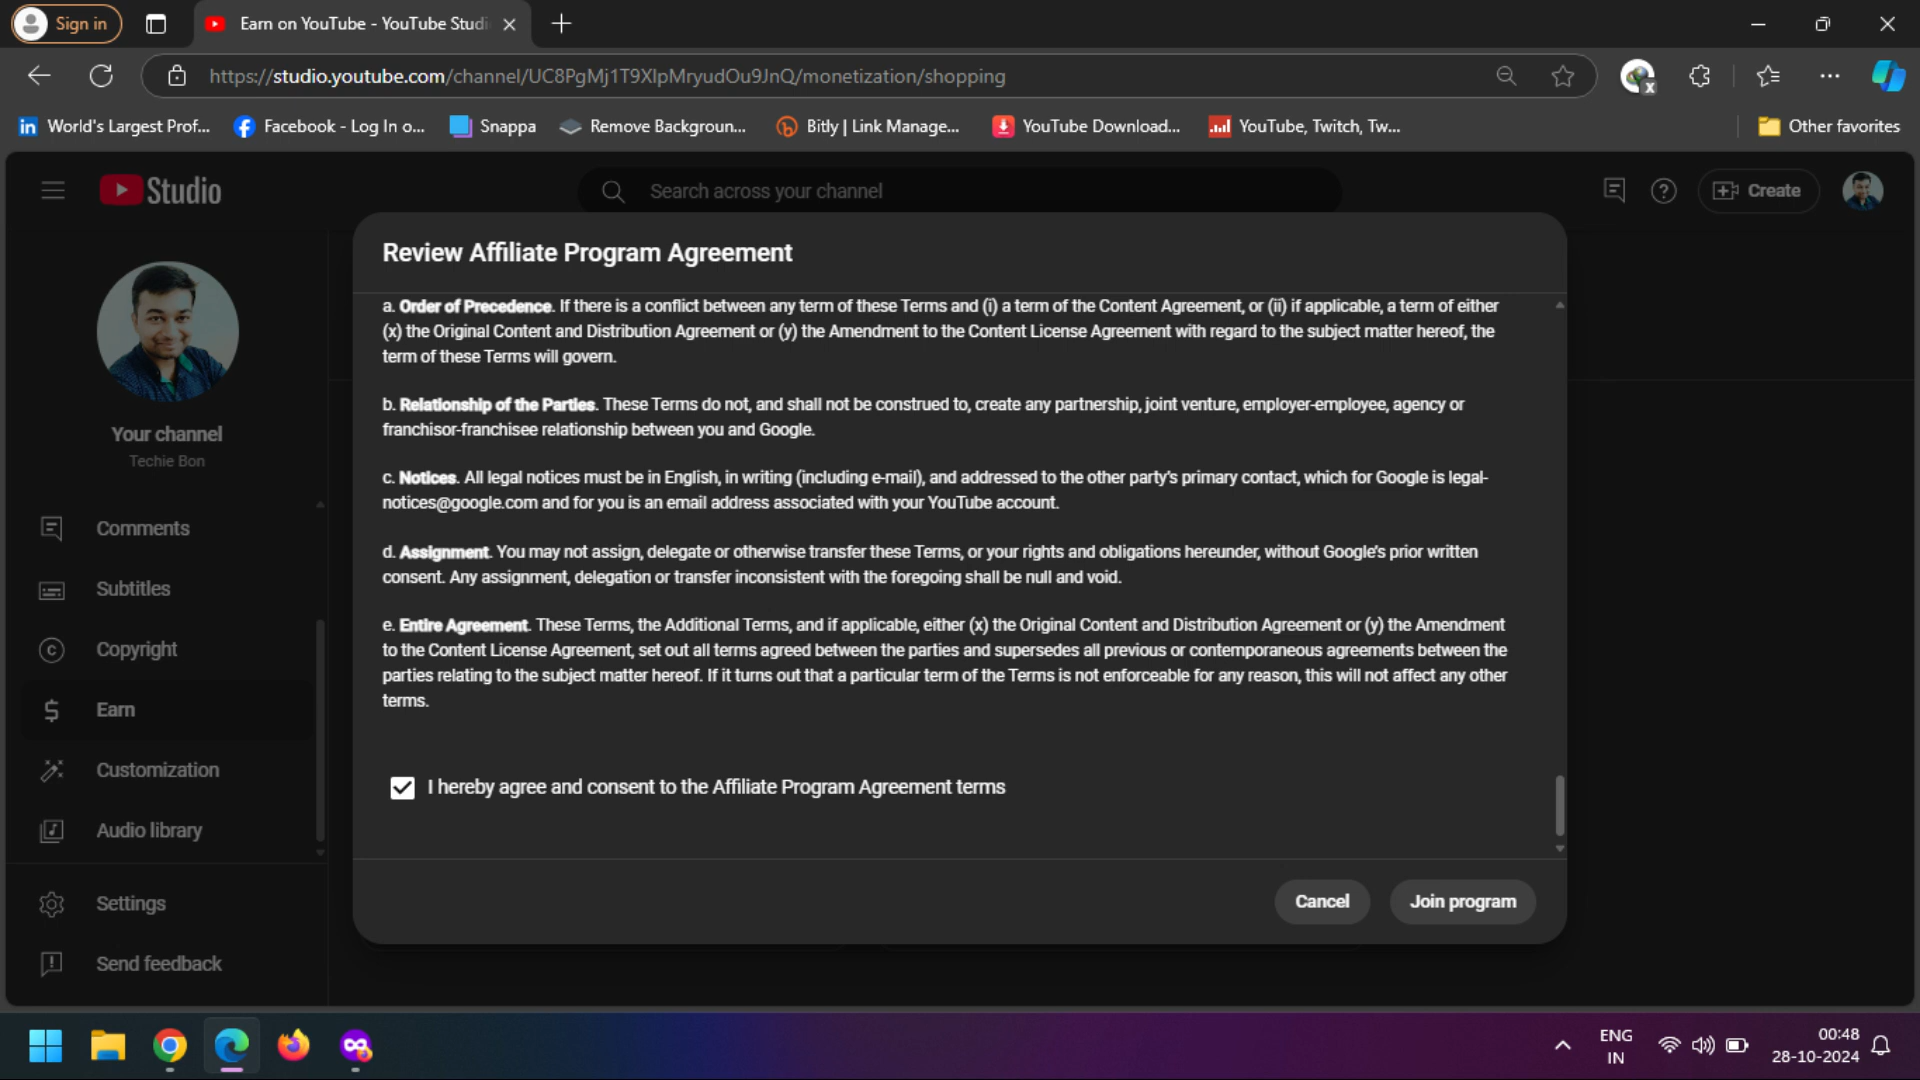 Sign in
Earn on YouTube - YouTube Studi
https://studio.youtube.com/channel/UC8PgMj1T9XlpMryudOu9JnQ/monetization/shopping
World's Largest Prof...
Facebook - Log In o...
Snappa
Remove Backgroun...
Bitly | Link Manage...
YouTube Download...
YouTube, Twitch, Tw...
Other favorites
Studio
Search across your channel
Create
Your channel
Techie Bon
Comments
Subtitles
Copyright
Earn
Customization
Audio library
Settings
Send feedback
Review Affiliate Program Agreement
a. Order of Precedence. If there is a conflict between any term of these Terms and (i) a term of the Content Agreement, or (ii) if applicable, a term of either
(x) the Original Content and Distribution Agreement or (y) the Amendment to the Content License Agreement with regard to the subject matter hereof, the
term of these Terms will govern.
b. Relationship of the Parties. These Terms do not, and shall not be construed to, create any partnership, joint venture, employer-employee, agency or
franchisor-franchisee relationship between you and Google.
c. Notices. All legal notices must be in English, in writing (including e-mail), and addressed to the other party's primary contact, which for Google is legal-
notices@google.com and for you is an email address associated with your YouTube account.
d. Assignment. You may not assign, delegate or otherwise transfer these Terms, or your rights and obligations hereunder, without Google's prior written
consent. Any assignment, delegation or transfer inconsistent with the foregoing shall be null and void.
e. Entire Agreement. These Terms, the Additional Terms, and if applicable, either (x) the Original Content and Distribution Agreement or (y) the Amendment
to the Content License Agreement, set out all terms agreed between the parties and supersedes all previous or contemporaneous agreements between the
parties relating to the subject matter hereof. If it turns out that a particular term of the Terms is not enforceable for any reason, this will not affect any other
terms.
I hereby agree and consent to the Affiliate Program Agreement terms
Cancel
Join program
ENG
IN
00:48
28-10-2024